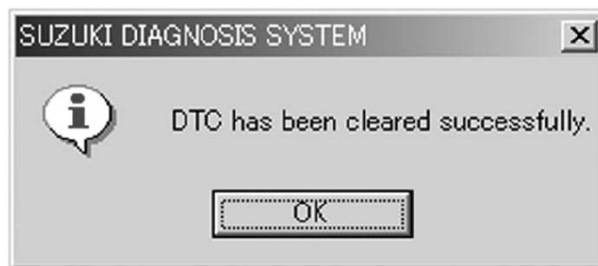 SUZUKI DIAGNOSIS SYSTEM
DTC has been cleared successfully.
OK